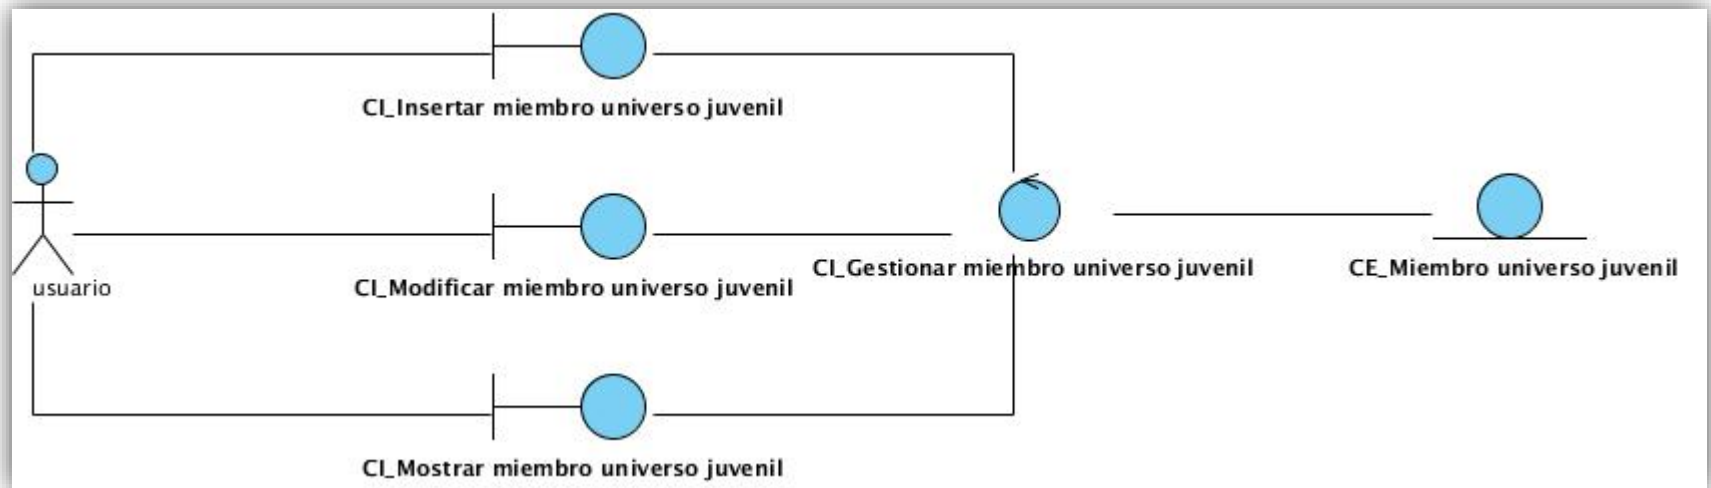 CI_Insertar miembro universo juvenil
usuario
CI_Modificar miembro universo juvenil
CI_Gestionar miembro universo juvenil
CE_Miembro universo juvenil
CI_Mostrar miembro universo juvenil